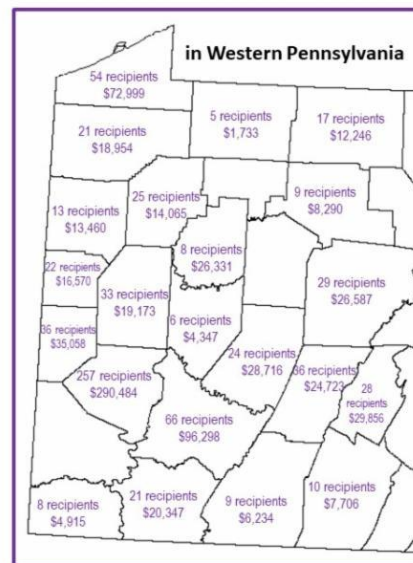 in Western Pennsylvania
54 recipients
$72,999
5 recipients
$1,733
17 recipients
$12,246
21 recipients
$18,954
25 recipients
$14,065
9 recipients
$8,290
13 recipients
$13,460
8 recipients
$26,331
22 recipients
$16,570
33 recipients
$19,173
29 recipients
$26,587
36 recipients
$35,058
6 recipients
$4,347
24 recipients
$28,716
36 recipients
$24,723
28
recipients
$29,856
257 recipients
$290,484
66 recipients
$96,298
8 recipients
$4,915
21 recipients
$20,347
9 recipients
$6,234
10 recipients
$7,706